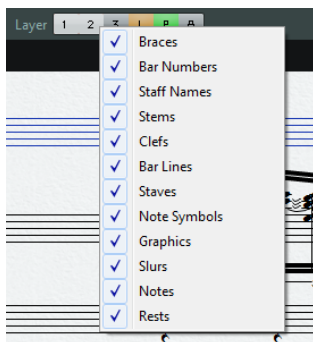 Layer 1 2 3 L P A
Braces
Bar Numbers
Staff Names
Stems
Clefs
Bar Lines
Staves
Note Symbols
Graphics
Slurs
Notes
Rests